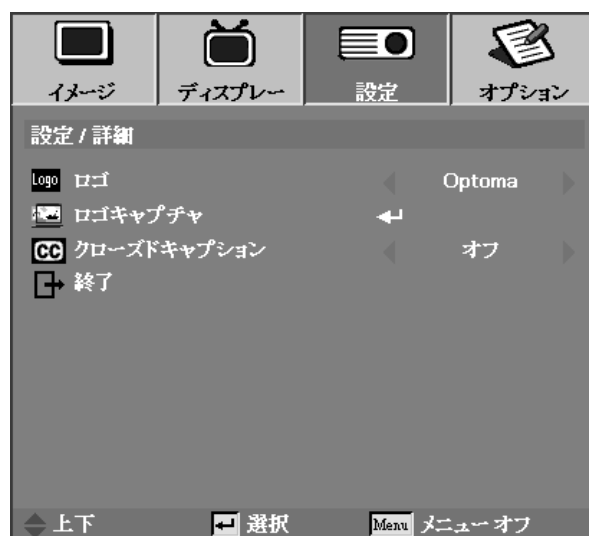 イメージ ディスプレー 設定 オプション
設定 / 詳細
Logo ロゴ Optoma
ロゴキャプチャ
CC クローズドキャプション オフ
終了
上下 選択 Menu メニューオフ